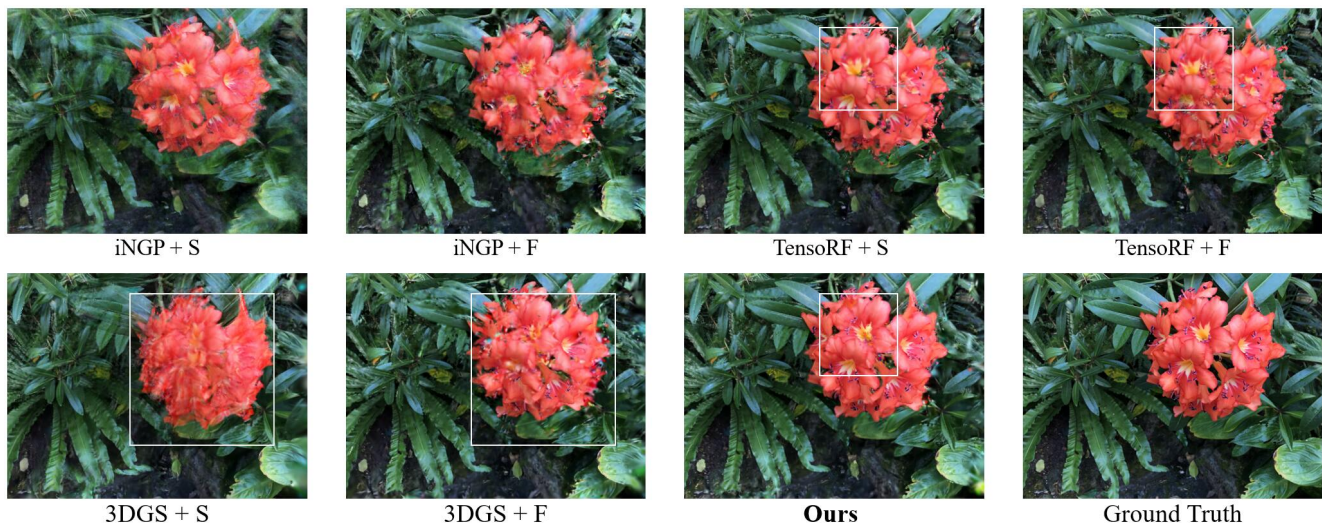 iNGP + S
iNGP + F
TensoRF + S
TensoRF + F
3DGS + S
3DGS + F
Ours
Ground Truth